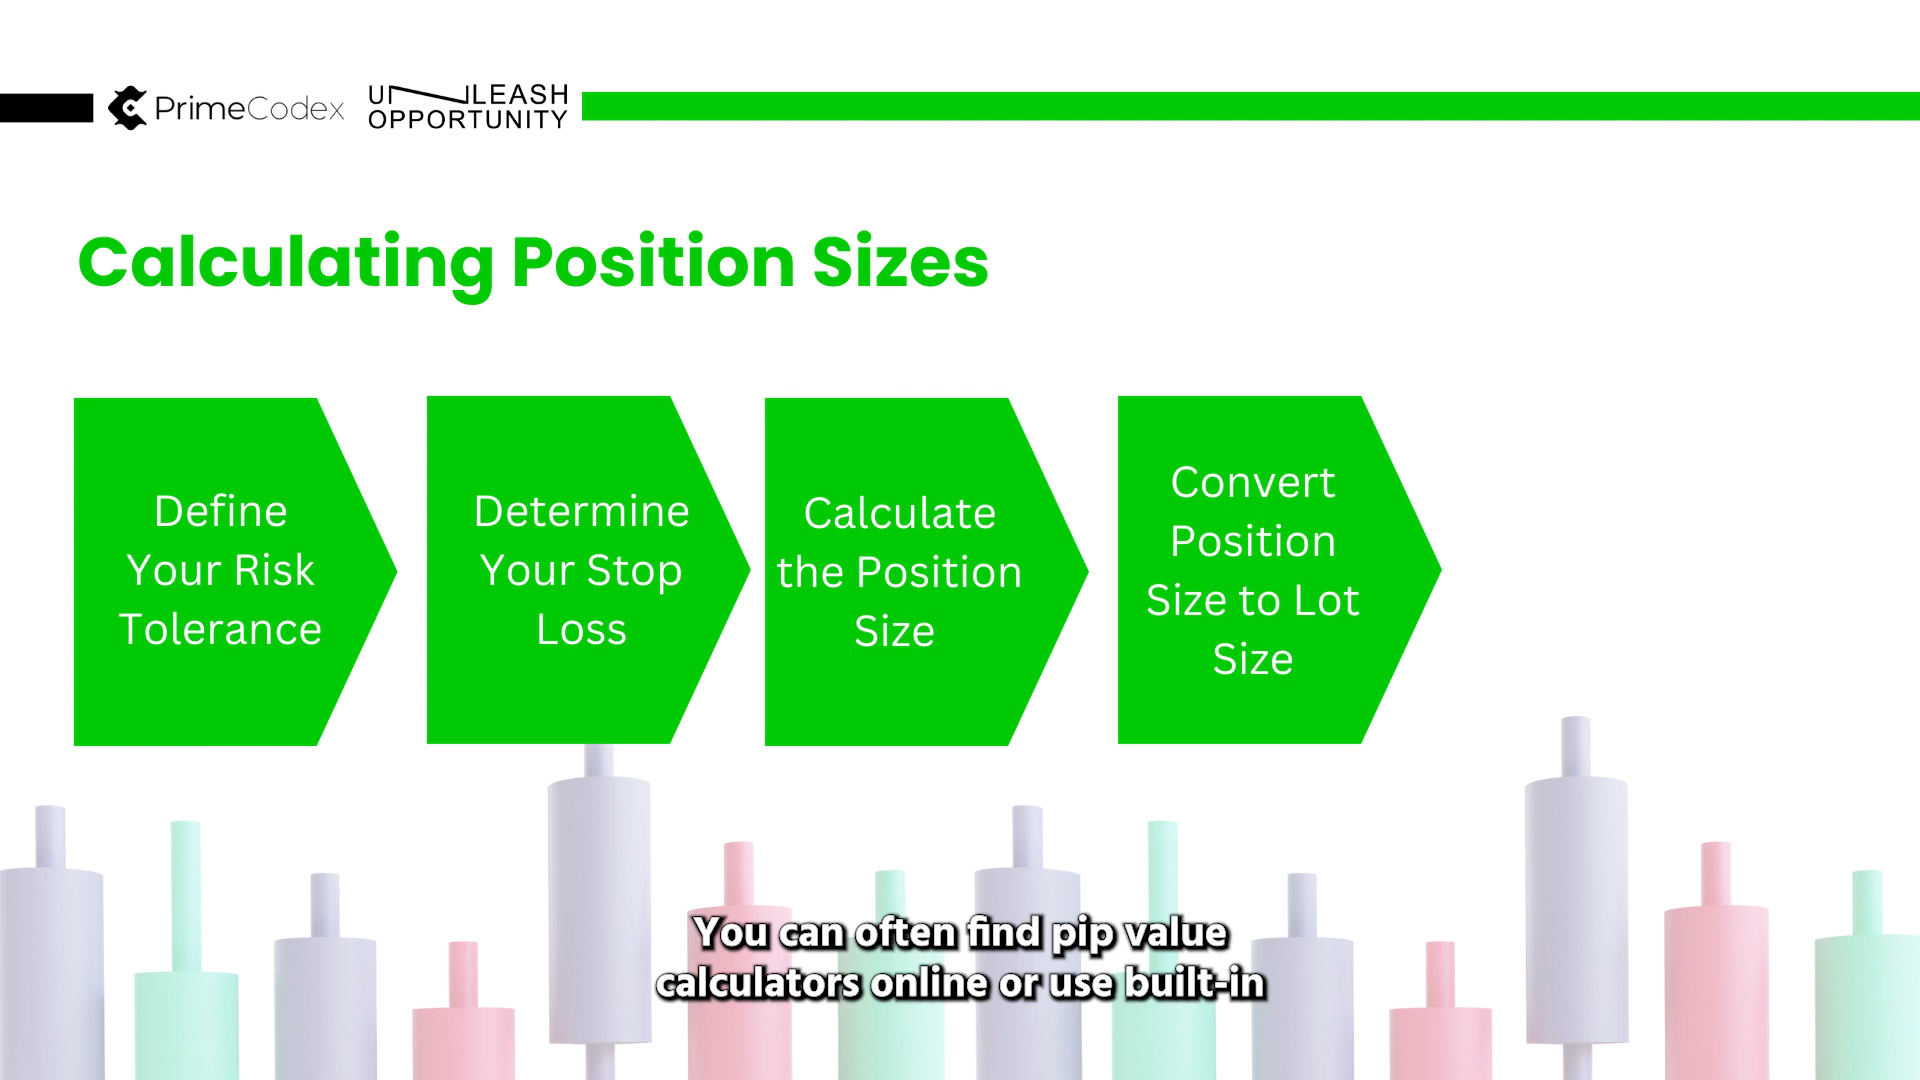 PrimeCodex
UNLEASH
OPPORTUNITY
Calculating Position Sizes
Define
Your Risk
Tolerance
Determine
Your Stop
Loss
Calculate
the Position
Size
Convert
Position
Size to Lot
Size
You can often find pip value
calculators online or use built-in